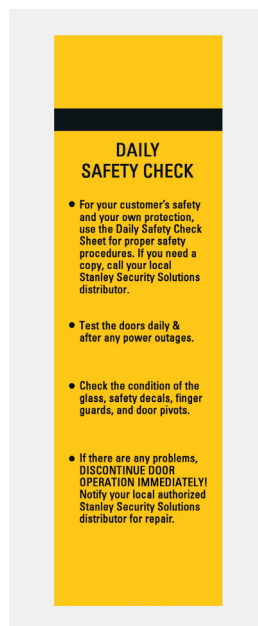 DAILY
SAFETY CHECK
● For your customer's safety
and your own protection,
use the Daily Safety Check
Sheet for proper safety
procedures. If you need a
copy, call your local
Stanley Security Solutions
distributor.
● Test the doors daily &
after any power outages.
● Check the condition of the
glass, safety decals, finger
guards, and door pivots.
● If there are any problems,
DISCONTINUE DOOR
OPERATION IMMEDIATELY!
Notify your local authorized
Stanley Security Solutions
distributor for repair.